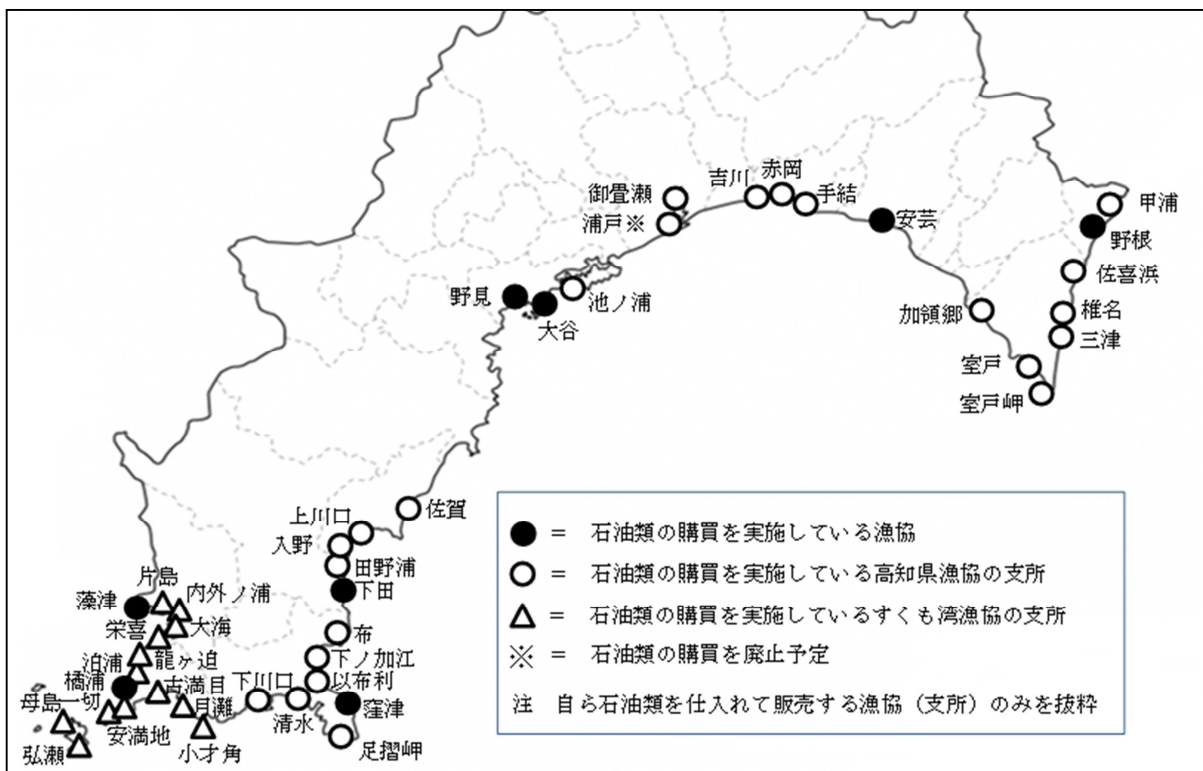 赤岡
吉川
手結
御畳瀬
浦戸※
安芸
甲浦
野根
佐喜浜
椎名
三津
加領郷
室戸
室戸岬
野見
大谷
池ノ浦
佐賀
上川口
入野
田野浦
下田
布
下ノ加江
以布利
下川口
清水
窪津
足摺岬
片島
内外ノ浦
藻津
大海
栄喜
龍ヶ迫
泊浦
橘浦
古満目
母島
一切
月灘
安満地
小才角
弘瀬
● = 石油類の購買を実施している漁協
○ = 石油類の購買を実施している高知県漁協の支所
△ = 石油類の購買を実施しているすくも湾漁協の支所
※ = 石油類の購買を廃止予定
注 自ら石油類を仕入れて販売する漁協（支所）のみを抜粋